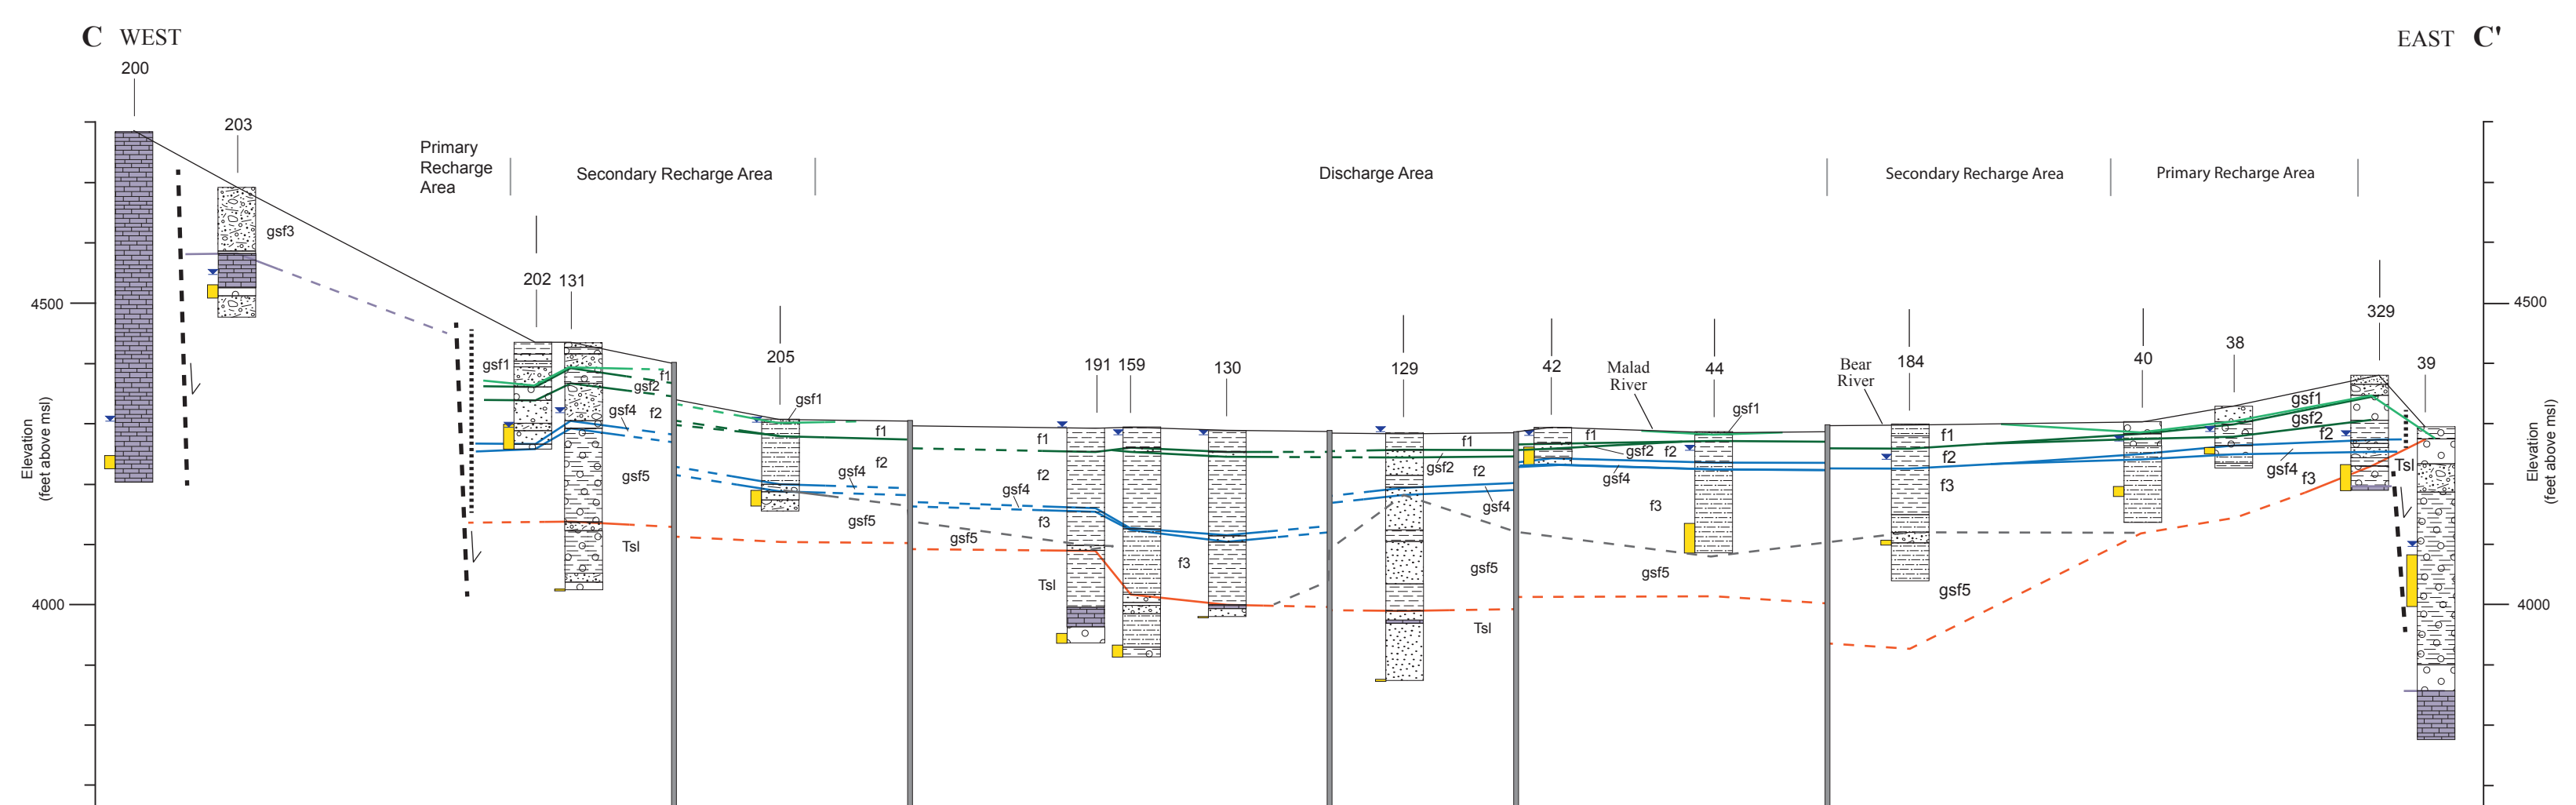 C WEST
EAST C'
200
203
Primary
Recharge
Area
Secondary Recharge Area
Discharge Area
Secondary Recharge Area
Primary Recharge Area
gsf3
202 131
4500
4500
329
38
205
191 159
130
129
42
Malad
River
44
Bear
River
184
40
39
gsf1
f1
gsf2
gsf4
f2
gsf5
Tsl
gsf1
f1
f2
gsf4
gsf5
f1
f2
gsf4
f3
gsf5
Tsl
f3
f1
gsf2
f2
gsf4
gsf5
Tsl
f1
gsf2
f2
gsf4
gsf1
f3
gsf5
f1
f2
f3
gsf5
gsf1
gsf2
f2
gsf4
f3
Tsl
Elevation
(feet above msl)
Elevation
(feet above msl)
4000
4000